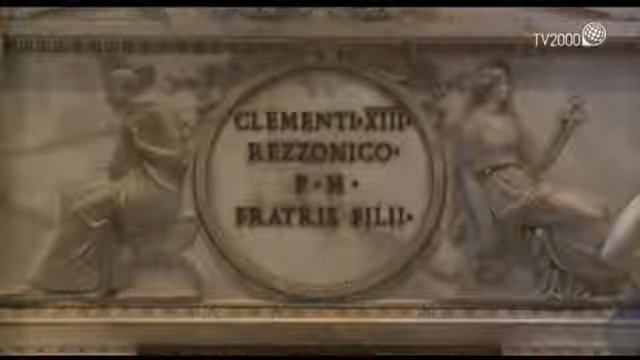 TV2000
CLEMENTI·XIII·
REZZONICO·
P·M·
FRATRIS FILII·